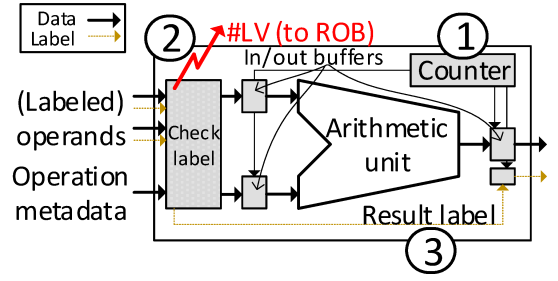 Data
Label
2
#LV (to ROB)
1
In/out buffers
Counter
(Labeled)
operands
Check
label
Arithmetic
unit
Operation
metadata
Result label
3